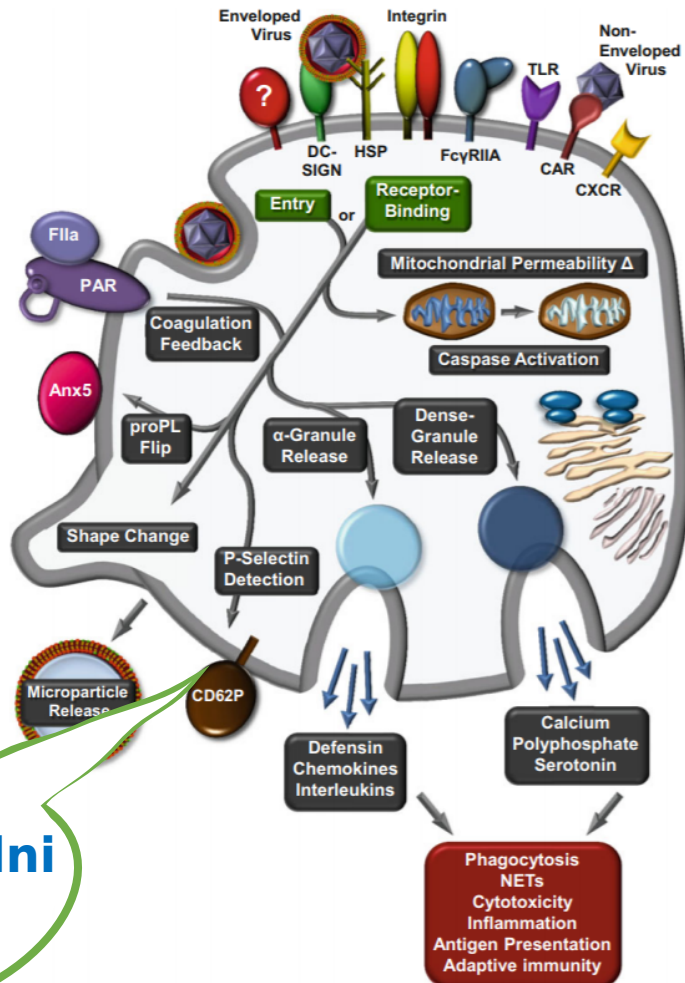 Enveloped
Virus
Integrin
Non-
Enveloped
Virus
TLR
?
DC-
SIGN
HSP
FcγRIIA
CAR
CXCR
Entry
or
Receptor-
Binding
FIIa
PAR
Mitochondrial Permeability Δ
Coagulation
Feedback
Caspase Activation
Anx5
proPL
Flip
α-Granule
Release
Dense-
Granule
Release
Shape Change
P-Selectin
Detection
Microparticle
Release
CD62P
Defensin
Chemokines
Interleukins
Calcium
Polyphosphate
Serotonin
Phagocytosis
NETs
Cytotoxicity
Inflammation
Antigen Presentation
Adaptive immunity